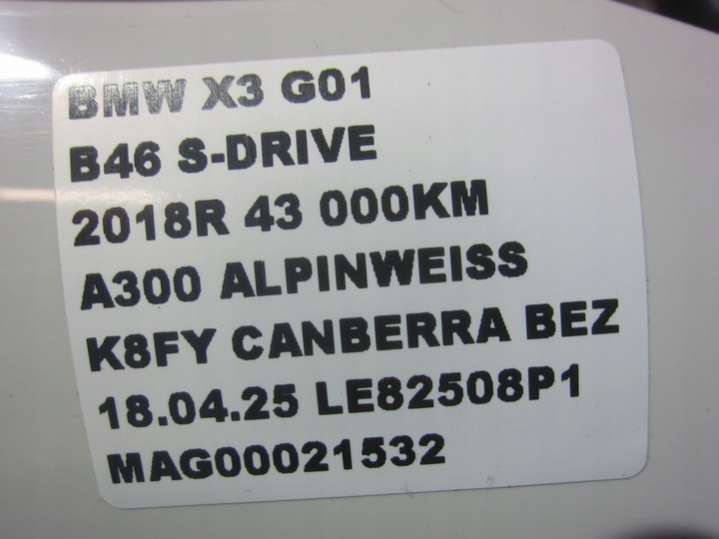 BMW X3 G01
B46 S-DRIVE
2018R 43 000KM
A300 ALPINWEISS
K8FY CANBERRA BEZ
18.04.25 LE82508P1
MAG00021532